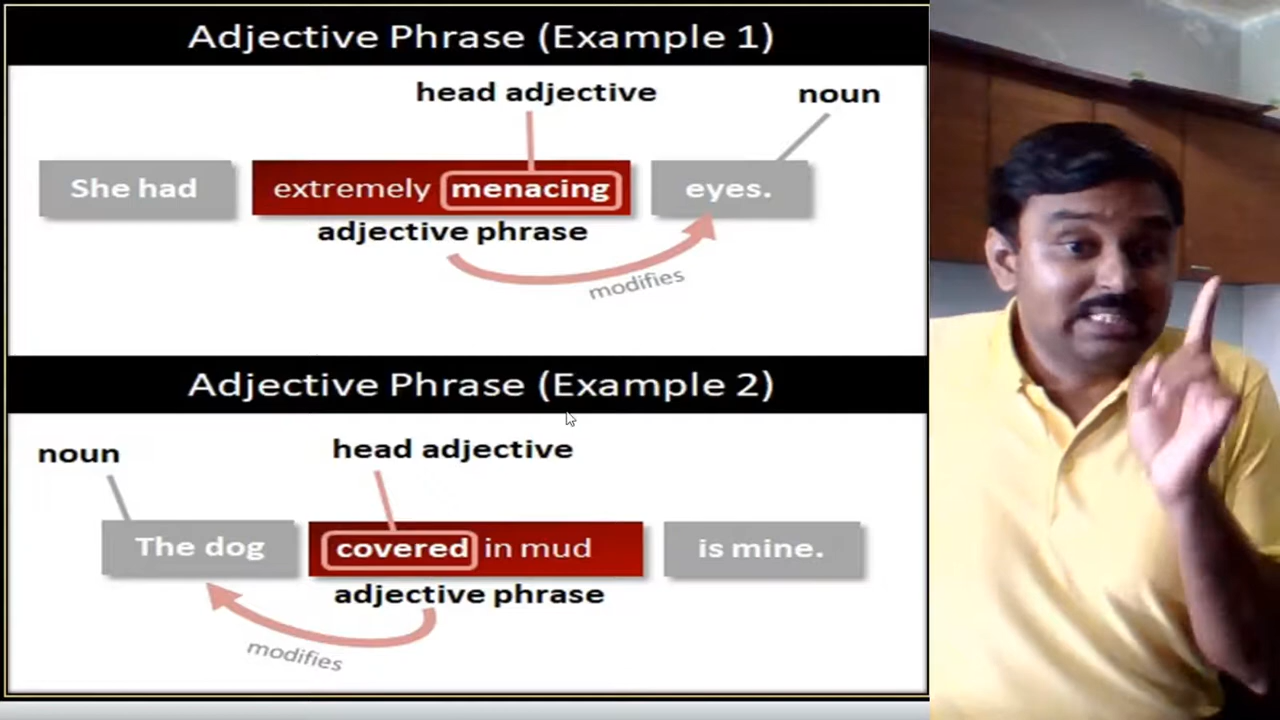 Adjective Phrase (Example 1)
head adjective
noun
She had extremely menacing eyes.
adjective phrase
modifies
Adjective Phrase (Example 2)
noun
head adjective
The dog covered in mud is mine.
adjective phrase
modifies